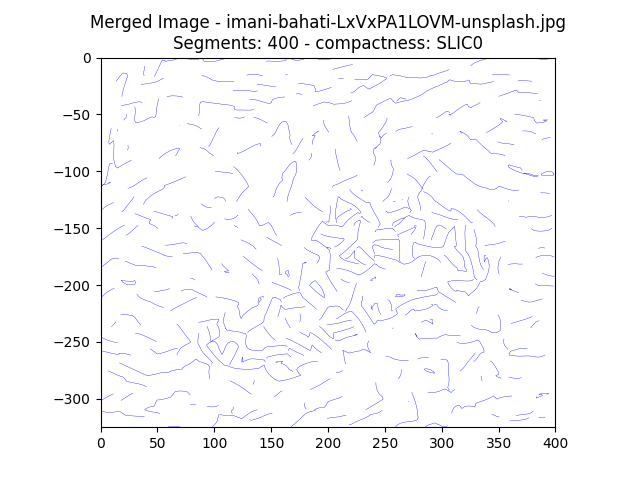 Merged Image - imani-bahati-LxVxPA1LOVM-unsplash.jpg
Segments: 400 - compactness: SLIC0
0
−50
−100
−150
−200
−250
−300
0 50 100 150 200 250 300 350 400